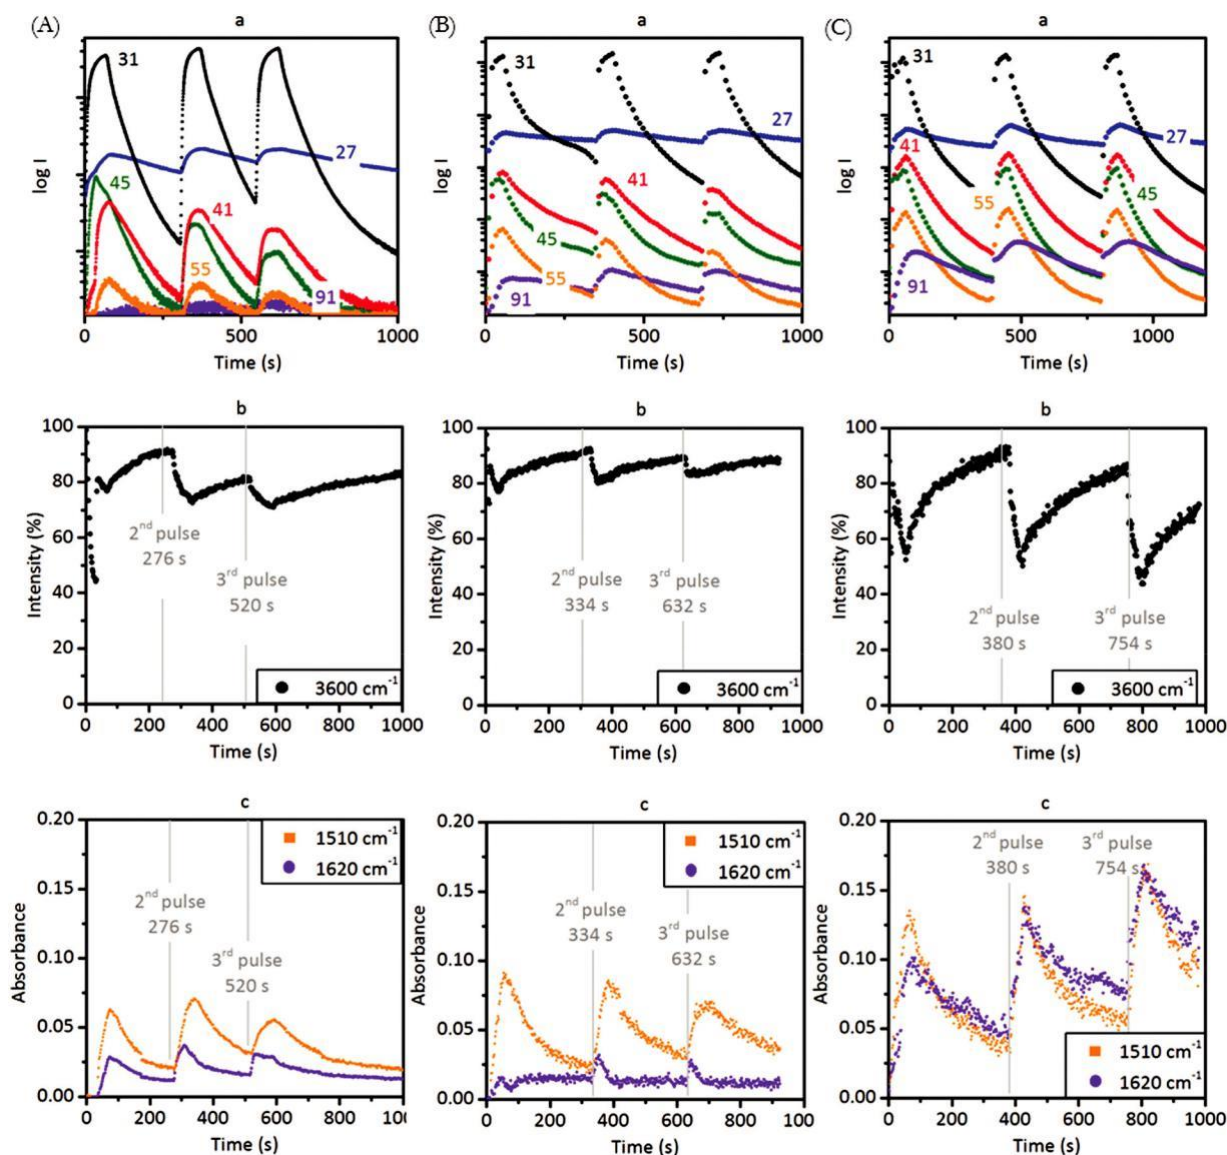 (A)
a
31
27
45
41
55
91
log I
0
500
1000
Time (s)
(B)
a
31
27
41
45
55
91
log I
0
500
1000
Time (s)
(C)
a
31
27
41
55
45
91
log I
0
500
1000
Time (s)
b
100
80
60
40
20
0
Intensity (%)
2nd pulse
276 s
3rd pulse
520 s
3600 cm-1
0
200
400
600
800
1000
Time (s)
b
100
80
60
40
20
0
Intensity (%)
2nd pulse
334 s
3rd pulse
632 s
3600 cm-1
0
200
400
600
800
1000
Time (s)
b
100
80
60
40
20
0
Intensity (%)
2nd pulse
380 s
3rd pulse
754 s
3600 cm-1
0
200
400
600
800
1000
Time (s)
c
0.20
0.15
0.10
0.05
0.00
Absorbance
1510 cm-1
1620 cm-1
2nd pulse
276 s
3rd pulse
520 s
0
200
400
600
800
100
Time (s)
c
0.20
0.15
0.10
0.05
0.00
Absorbance
1510 cm-1
1620 cm-1
2nd pulse
334 s
3rd pulse
632 s
0
200
400
600
800
100
Time (s)
c
0.20
0.15
0.10
0.05
0.00
Absorbance
2nd pulse
380 s
3rd pulse
754 s
1510 cm-1
1620 cm-1
0
200
400
600
800
1000
Time (s)